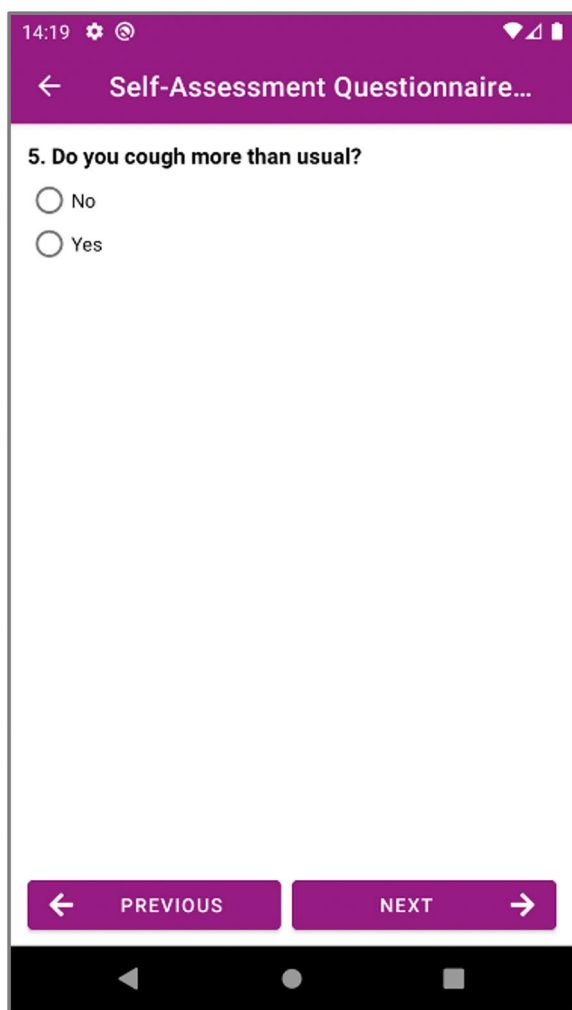 14:19
Self-Assessment Questionnaire...
5. Do you cough more than usual?
No
Yes
PREVIOUS
NEXT